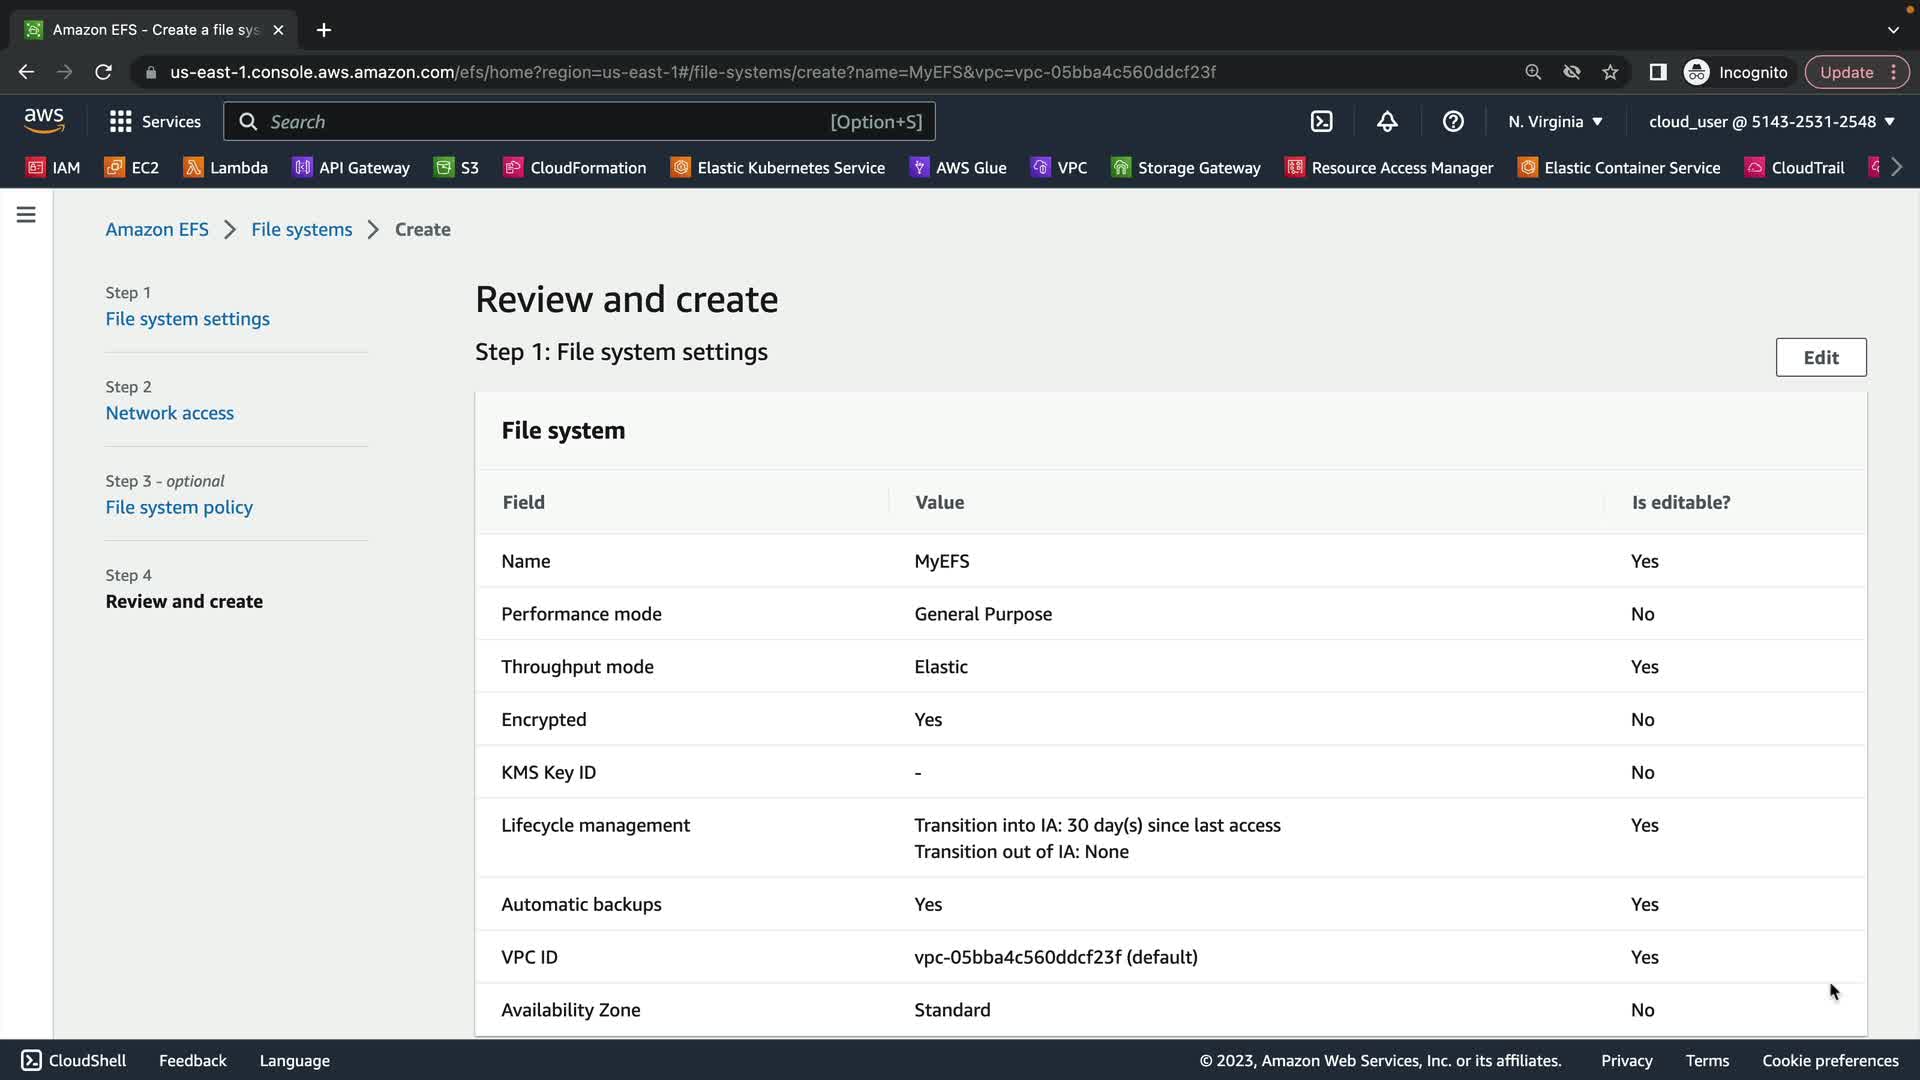 Amazon EFS - Create a file sys
us-east-1.console.aws.amazon.com/efs/home?region=us-east-1#/file-systems/create?name=MyEFS&vpc=vpc-05bba4c560ddcf23f
Incognito
Update
aws
Services
Search
[Option+S]
N. Virginia
cloud_user @ 5143-2531-2548
IAM
EC2
Lambda
API Gateway
S3
CloudFormation
Elastic Kubernetes Service
AWS Glue
VPC
Storage Gateway
Resource Access Manager
Elastic Container Service
CloudTrail
Amazon EFS
File systems
Create
Step 1
File system settings
Step 2
Network access
Step 3 - optional
File system policy
Step 4
Review and create
Review and create
Step 1: File system settings
Edit
File system
Field Value Is editable?
Name MyEFS Yes
Performance mode General Purpose No
Throughput mode Elastic Yes
Encrypted Yes No
KMS Key ID - No
Lifecycle management Transition into IA: 30 day(s) since last access Yes
Transition out of IA: None
Automatic backups Yes Yes
VPC ID vpc-05bba4c560ddcf23f (default) Yes
Availability Zone Standard No
CloudShell
Feedback
Language
© 2023, Amazon Web Services, Inc. or its affiliates.
Privacy
Terms
Cookie preferences